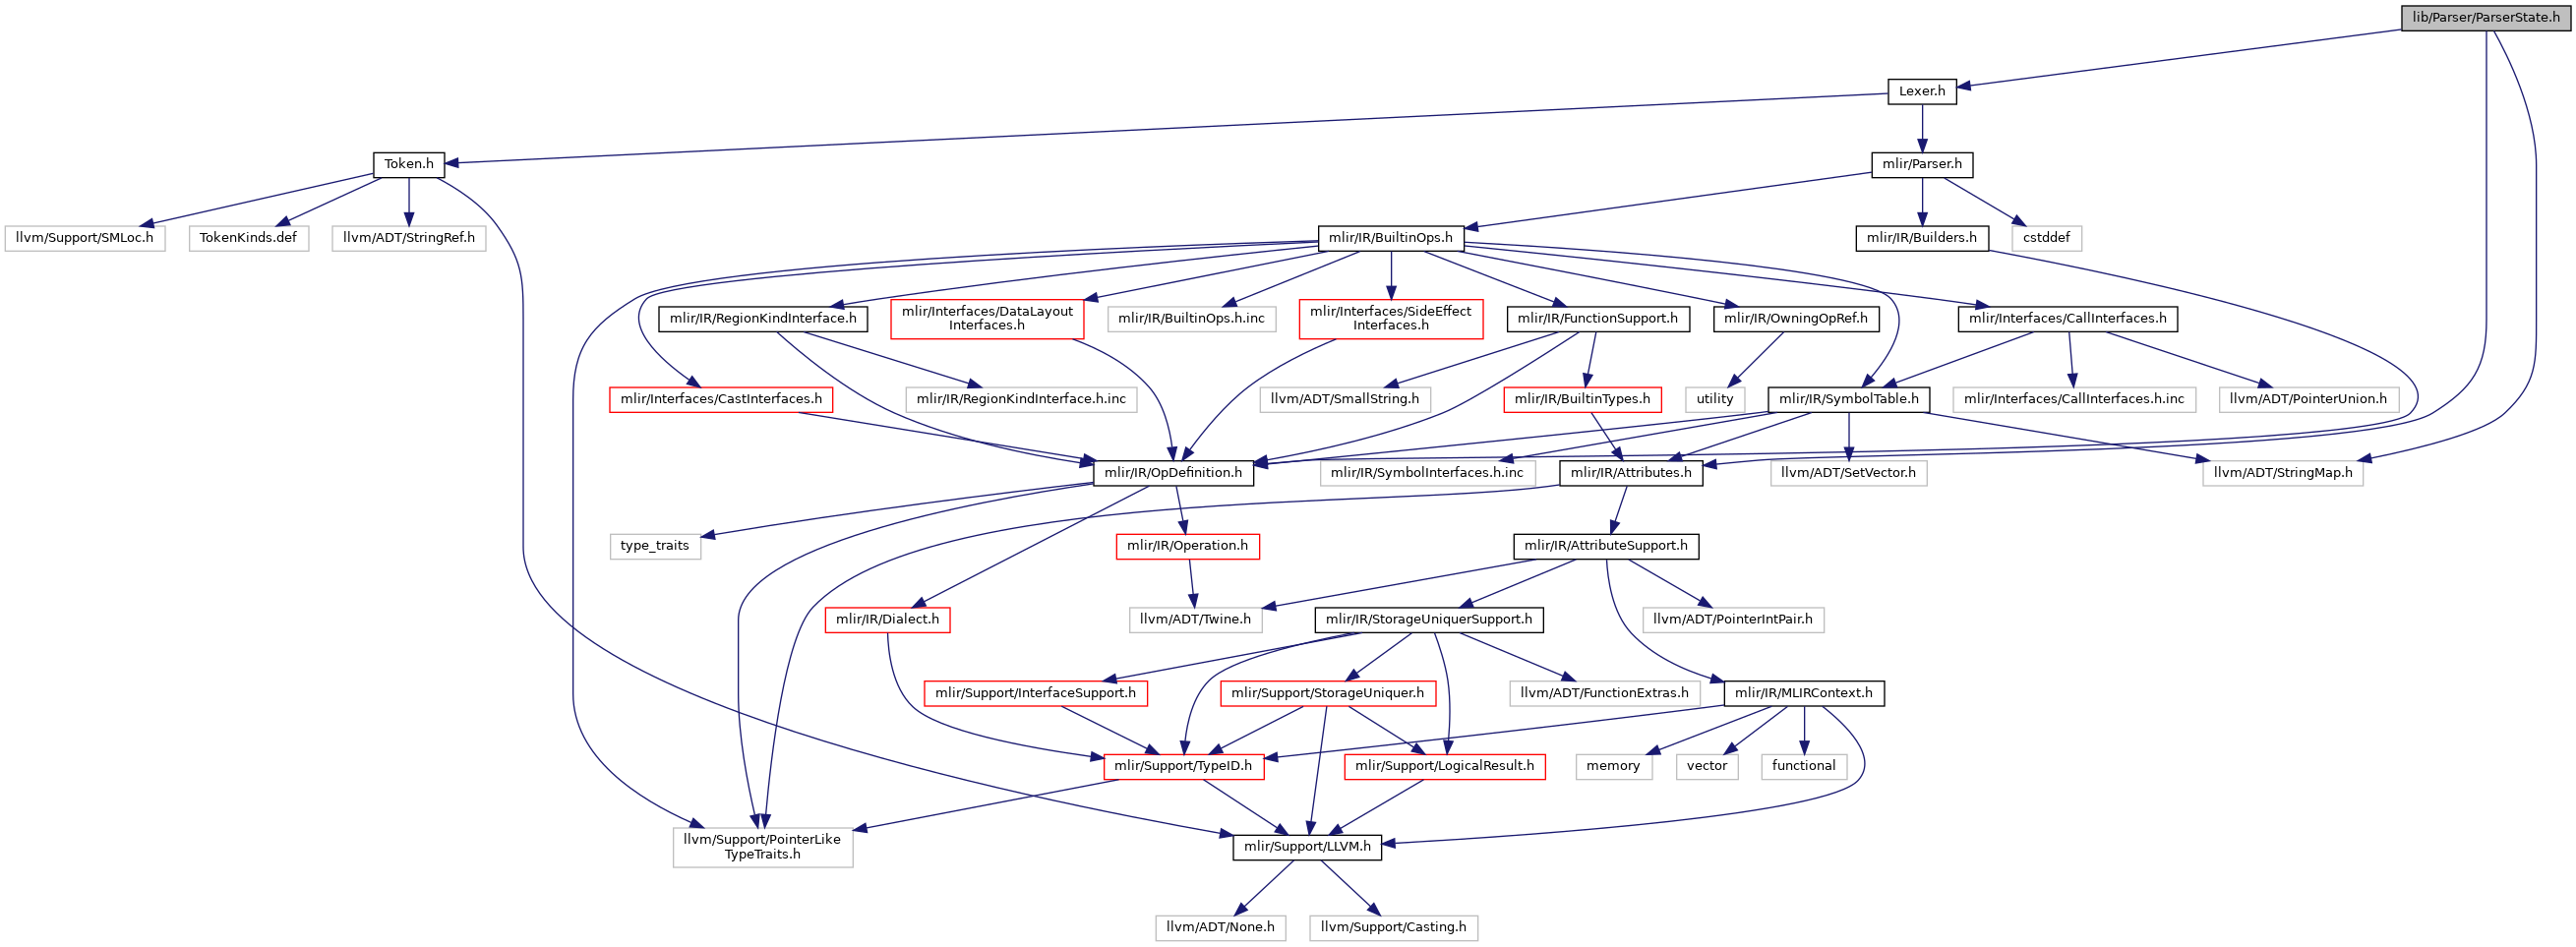 lib/Parser/ParserState.h
Lexer.h
Token.h
mlir/Parser.h
llvm/Support/SMLoc.h
TokenKinds.def
llvm/ADT/StringRef.h
mlir/IR/BuiltinOps.h
mlir/IR/Builders.h
cstddef
mlir/IR/RegionKindInterface.h
mlir/Interfaces/DataLayout
Interfaces.h
mlir/IR/BuiltinOps.h.inc
mlir/Interfaces/SideEffect
Interfaces.h
mlir/IR/FunctionSupport.h
mlir/IR/OwningOpRef.h
mlir/Interfaces/CallInterfaces.h
mlir/Interfaces/CastInterfaces.h
mlir/IR/RegionKindInterface.h.inc
llvm/ADT/SmallString.h
mlir/IR/BuiltinTypes.h
utility
mlir/IR/SymbolTable.h
mlir/Interfaces/CallInterfaces.h.inc
llvm/ADT/PointerUnion.h
mlir/IR/OpDefinition.h
mlir/IR/SymbolInterfaces.h.inc
mlir/IR/Attributes.h
llvm/ADT/SetVector.h
llvm/ADT/StringMap.h
type_traits
mlir/IR/Operation.h
mlir/IR/AttributeSupport.h
mlir/IR/Dialect.h
llvm/ADT/Twine.h
mlir/IR/StorageUniquerSupport.h
llvm/ADT/PointerIntPair.h
mlir/Support/InterfaceSupport.h
mlir/Support/StorageUniquer.h
llvm/ADT/FunctionExtras.h
mlir/IR/MLIRContext.h
mlir/Support/TypeID.h
mlir/Support/LogicalResult.h
memory
vector
functional
llvm/Support/PointerLike
TypeTraits.h
mlir/Support/LLVM.h
llvm/ADT/None.h
llvm/Support/Casting.h